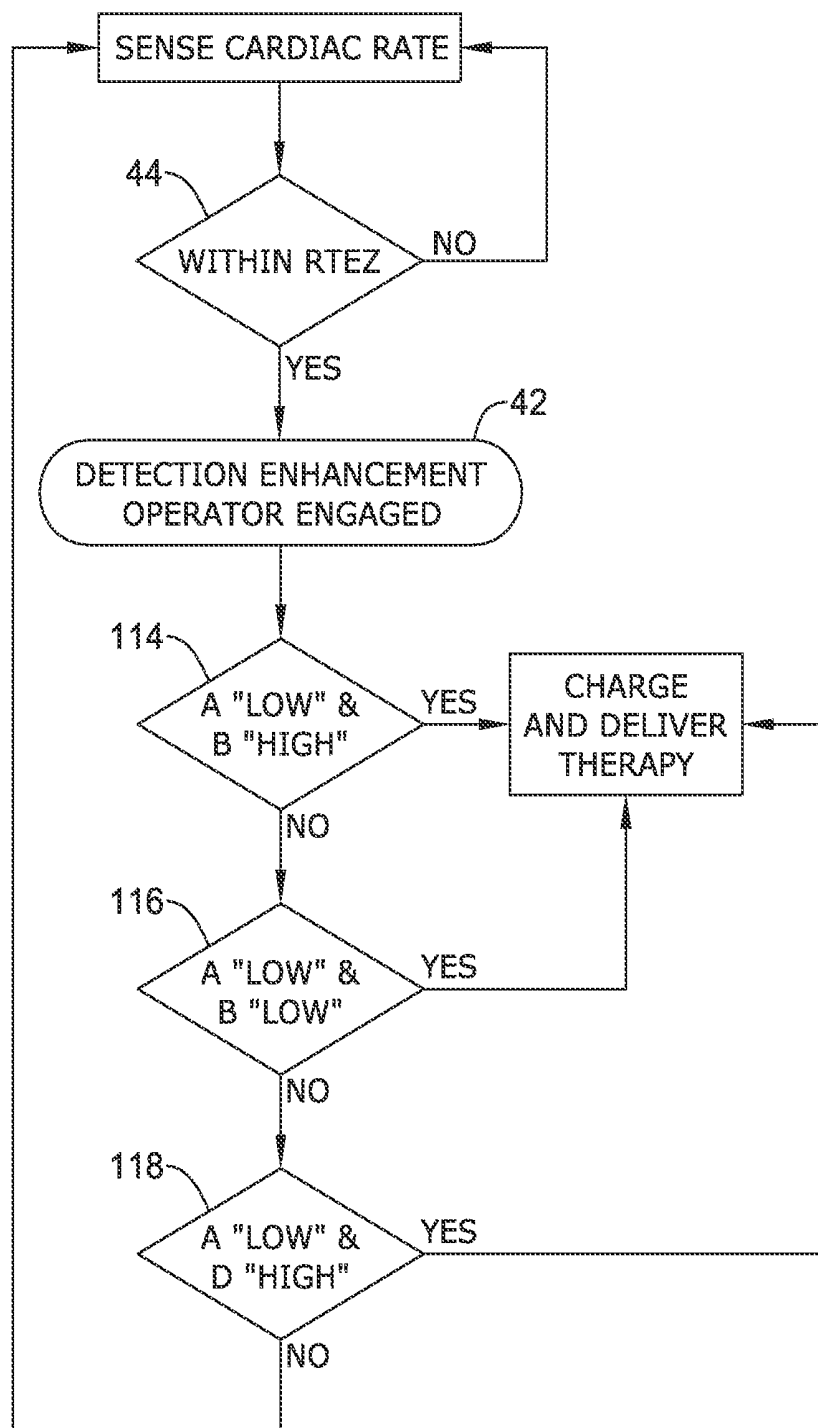 SENSE CARDIAC RATE
44
WITHIN RTEZ
NO
YES
42
DETECTION ENHANCEMENT
OPERATOR ENGAGED
114
A "LOW" &
B "HIGH"
YES
CHARGE
AND DELIVER
THERAPY
NO
116
A "LOW" &
B "LOW"
YES
NO
118
A "LOW" &
D "HIGH"
YES
NO